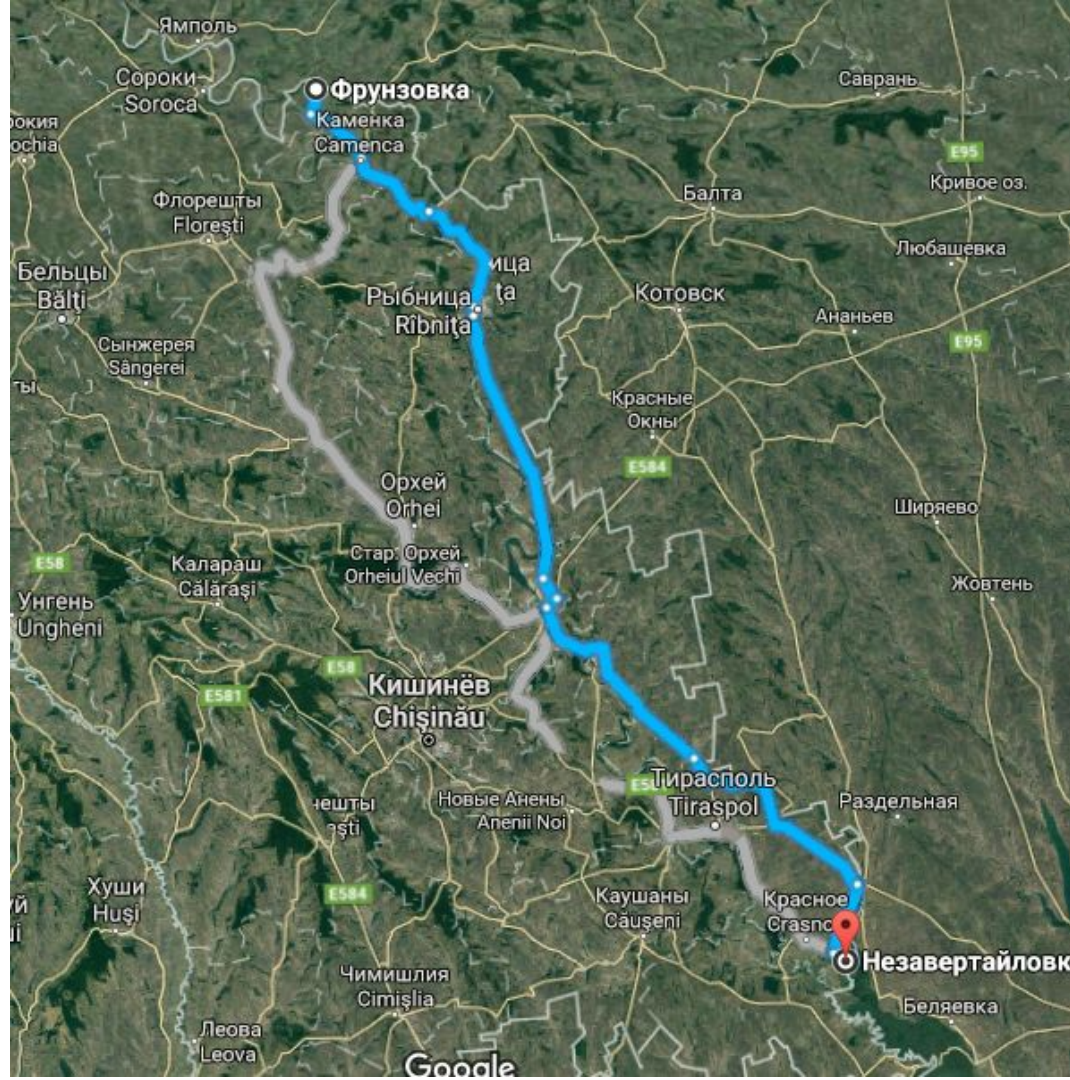 Ямполь
Сороки
Soroca
Фрунзовка
Саврань
Каменка
Camenca
E95
Кривое оз.
Флорешты
Floreşti
Балта
Любашевка
Бельцы
Bălţi
Рыбница
Rîbniţa
Котовск
Ананьев
E95
Сынжерея
Sângerei
Красные
Окны
E584
Орхей
Orhei
Ширяево
Стар. Орхей
Orheiul Vechi
E58
Калараш
Călăraşi
Жовтень
Унгень
Ungheni
E58
E581
Кишинёв
Chişinău
Тирасполь
Tiraspol
Новые Анены
Anenii Noi
Раздельная
Хуши
Huşi
E584
Каушаны
Căuşeni
Красное
Незавертайловк
Чимишлия
Cimişlia
Беляевка
Леова
Leova
Google